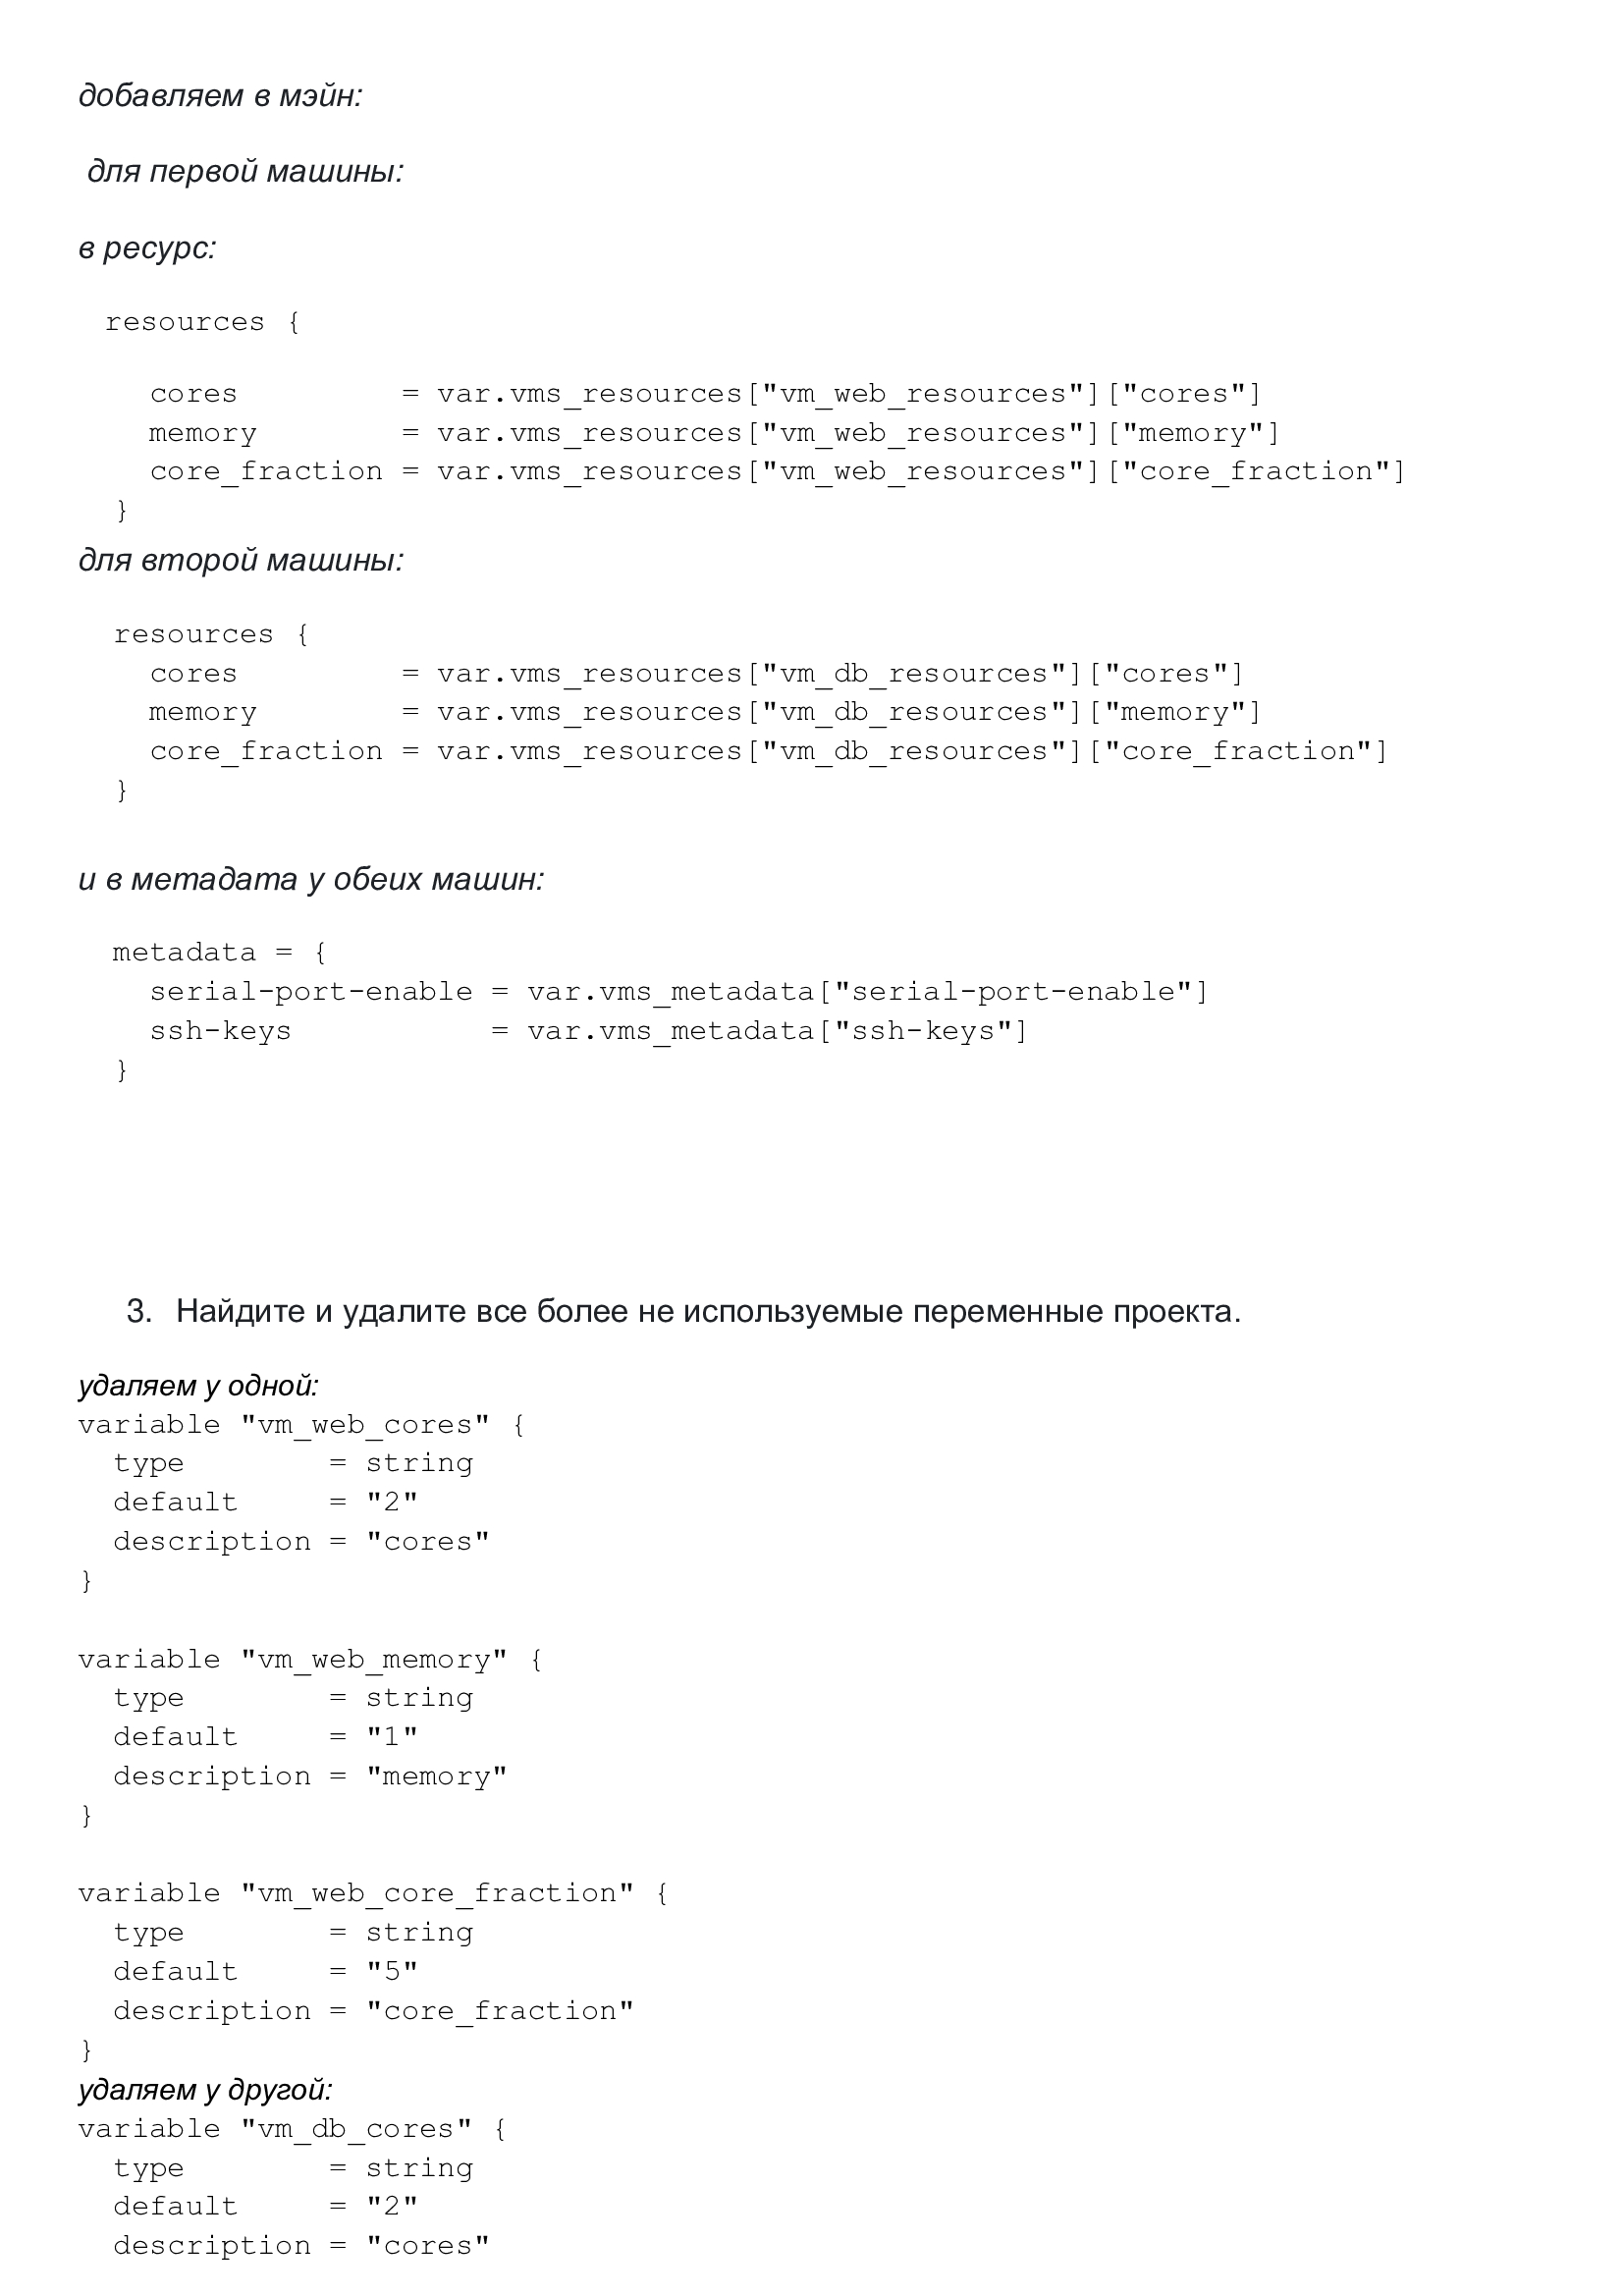 добавляем в мэйн:
для первой машины:
в ресурс:
resources {
cores         = var.vms_resources["vm_web_resources"]["cores"]
memory        = var.vms_resources["vm_web_resources"]["memory"]
core_fraction = var.vms_resources["vm_web_resources"]["core_fraction"]
}
для второй машины:
resources {
cores         = var.vms_resources["vm_db_resources"]["cores"]
memory        = var.vms_resources["vm_db_resources"]["memory"]
core_fraction = var.vms_resources["vm_db_resources"]["core_fraction"]
}
и в метадата у обеих машин:
metadata = {
serial-port-enable = var.vms_metadata["serial-port-enable"]
ssh-keys           = var.vms_metadata["ssh-keys"]
}
3. Найдите и удалите все более не используемые переменные проекта.
удаляем у одной:
variable "vm_web_cores" {
type        = string
default     = "2"
description = "cores"
}
variable "vm_web_memory" {
type        = string
default     = "1"
description = "memory"
}
variable "vm_web_core_fraction" {
type        = string
default     = "5"
description = "core_fraction"
}
удаляем у другой:
variable "vm_db_cores" {
type        = string
default     = "2"
description = "cores"